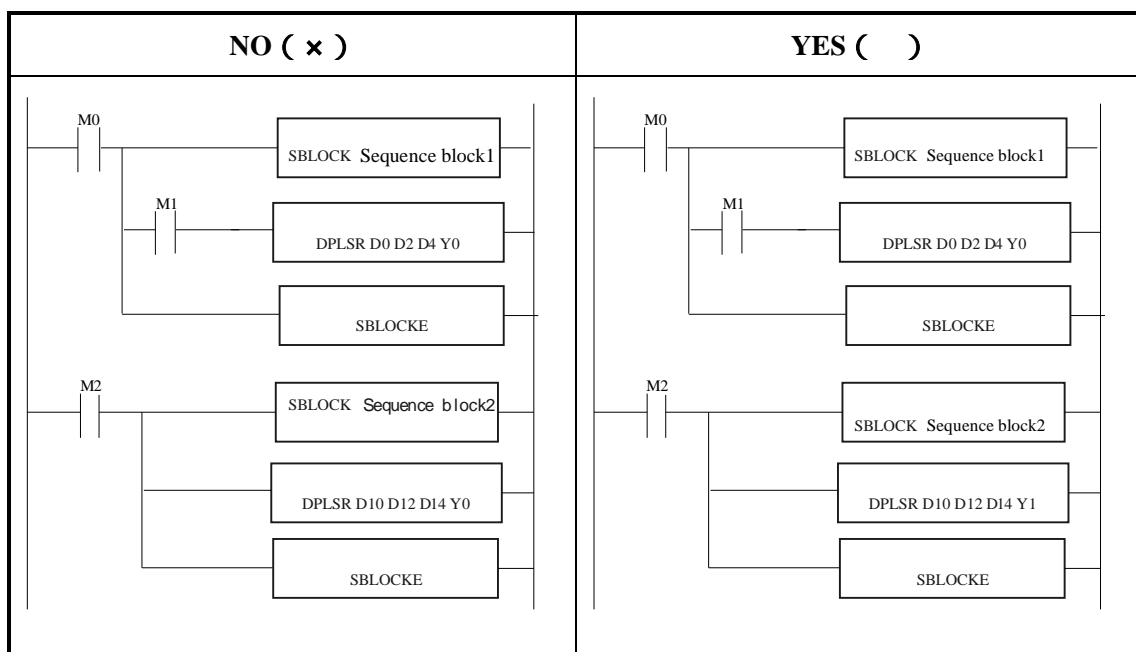 NO ( × )
YES ( )
M0
SBLOCK Sequence block1
M1
DPLSR D0 D2 D4 Y0
SBLOCKE
M2
SBLOCK Sequence block2
DPLSR D10 D12 D14 Y0
SBLOCKE
M0
SBLOCK Sequence block1
M1
DPLSR D0 D2 D4 Y0
SBLOCKE
M2
SBLOCK Sequence block2
DPLSR D10 D12 D14 Y1
SBLOCKE